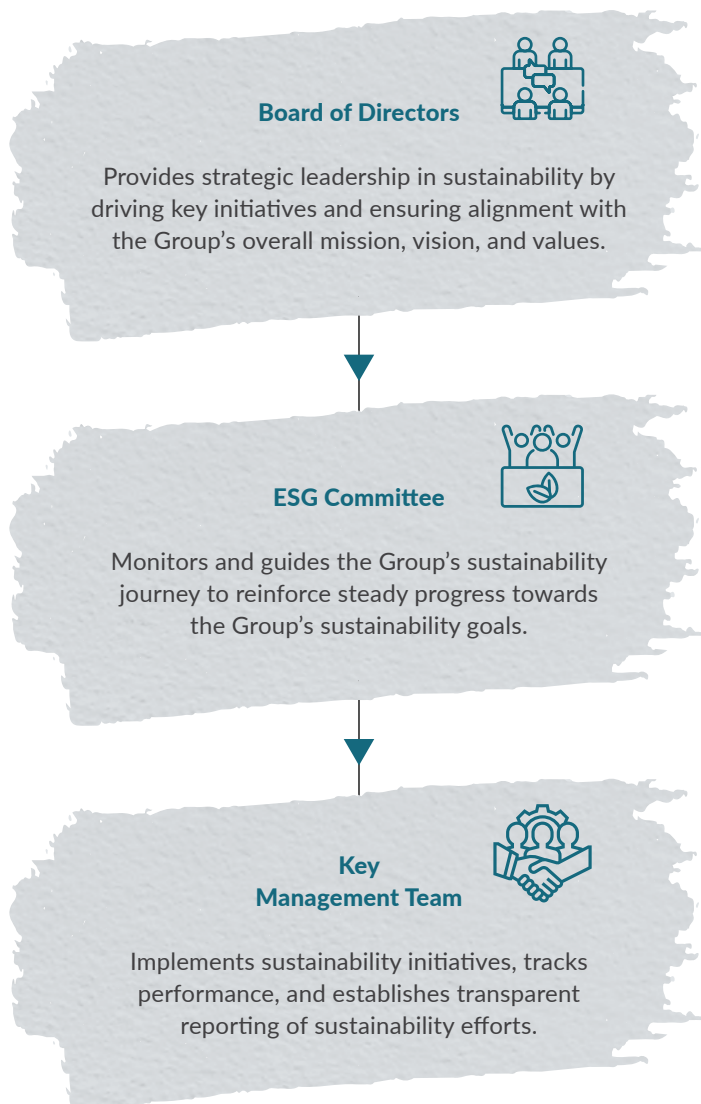 Board of Directors
Provides strategic leadership in sustainability by
driving key initiatives and ensuring alignment with
the Group’s overall mission, vision, and values.
ESG Committee
Monitors and guides the Group’s sustainability
journey to reinforce steady progress towards
the Group’s sustainability goals.
Key
Management Team
Implements sustainability initiatives, tracks
performance, and establishes transparent
reporting of sustainability efforts.